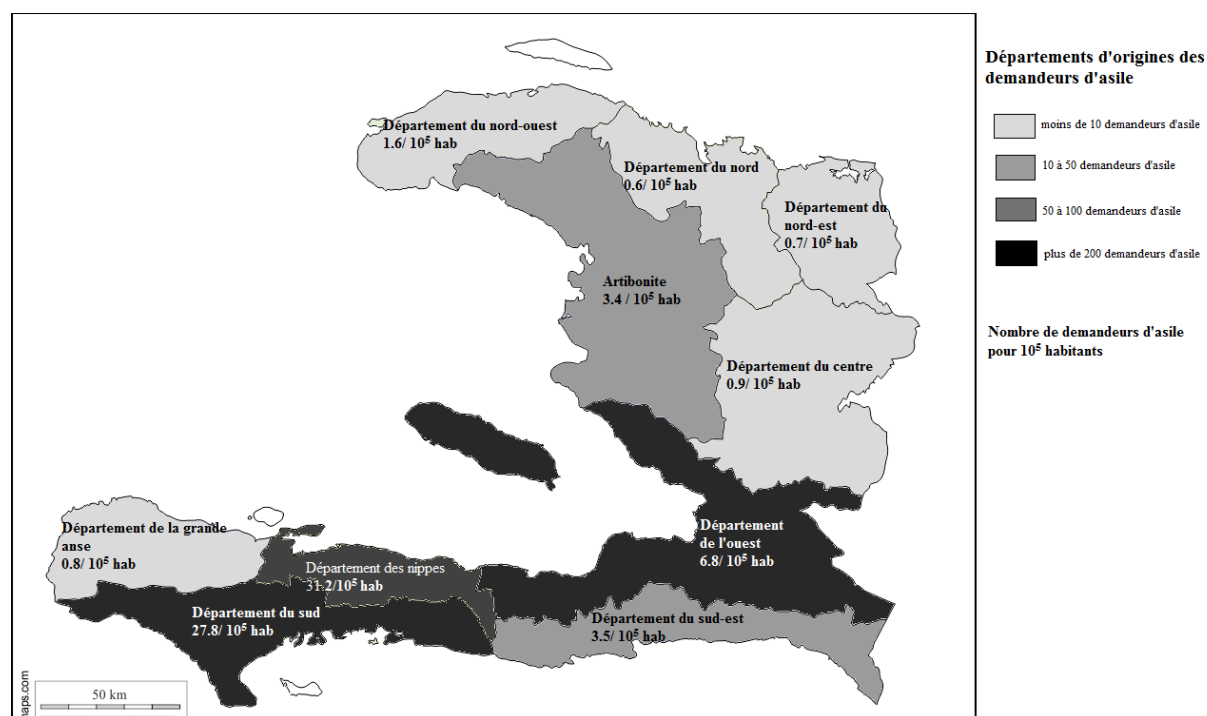 Département du nord-ouest
1.6/ 10⁵ hab
Département du nord
0.6/ 10⁵ hab
Département du
nord-est
0.7/ 10⁵ hab
Artibonite
3.4 / 10⁵ hab
Département du centre
0.9/ 10⁵ hab
Département de la grande
anse
0.8/ 10⁵ hab
Département des nippes
31.2/10⁵ hab
Département
de l'ouest
6.8/ 10⁵ hab
Département du sud
27.8/ 10⁵ hab
Département du sud-est
3.5/ 10⁵ hab
50 km
maps.com
Départements d'origines des
demandeurs d'asile
moins de 10 demandeurs d'asile
10 à 50 demandeurs d'asile
50 à 100 demandeurs d'asile
plus de 200 demandeurs d'asile
Nombre de demandeurs d'asile
pour 10⁵ habitants